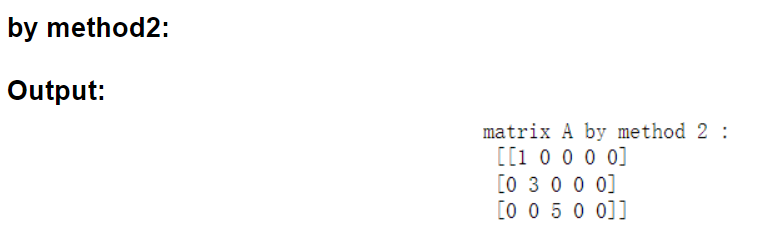 by method2:
Output:
matrix A by method 2 :
[[1 0 0 0 0]
[0 3 0 0 0]
[0 0 5 0 0]]